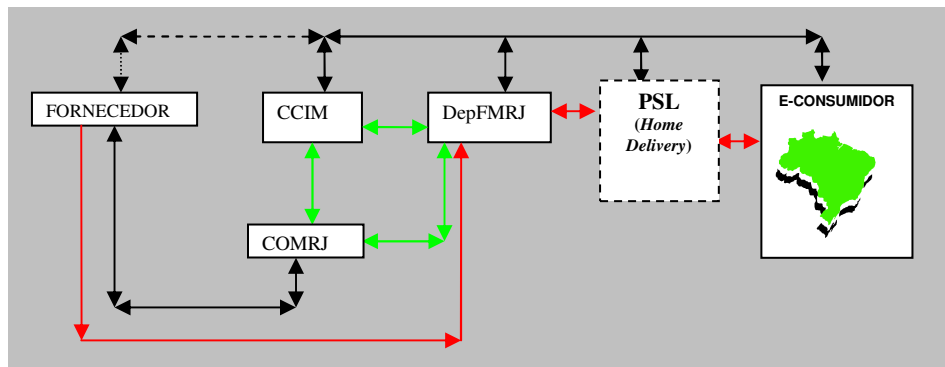 FORNECEDOR
CCIM
DepFMRJ
PSL
(Home
Delivery)
E-CONSUMIDOR
COMRJ